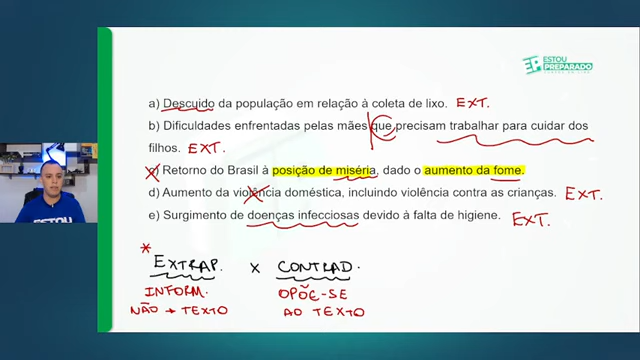 ESTOU
PREPARADO
a) Descuido da população em relação à coleta de lixo. EXT.
b) Dificuldades enfrentadas pelas mães que precisam trabalhar para cuidar dos
filhos. EXT.
Retorno do Brasil à posição de miséria, dado o aumento da fome.
d) Aumento da violência doméstica, incluindo violência contra as crianças. EXT.
e) Surgimento de doenças infecciosas devido à falta de higiene. EXT.
* EXTRAP. x CONTRAD.
INFORM. OPÕE-SE
NÃO → TEXTO AO TEXTO